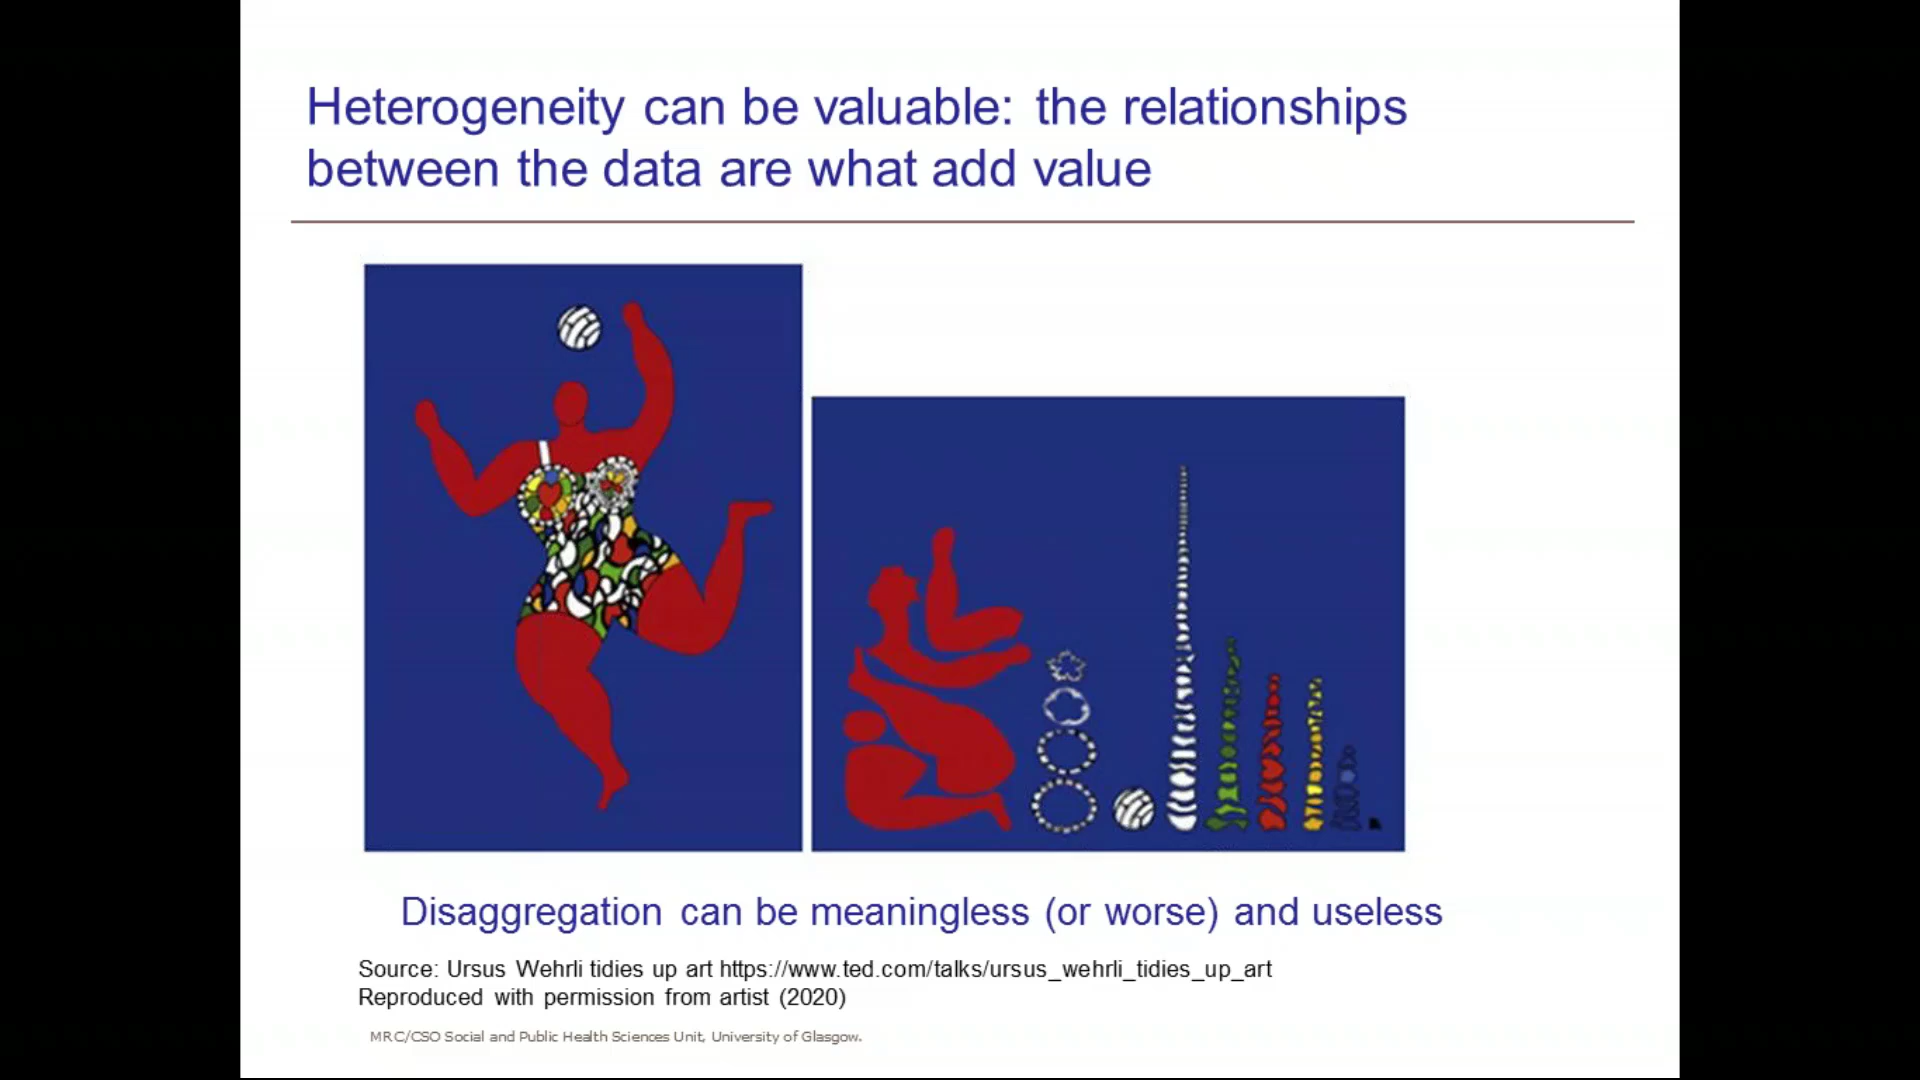 Heterogeneity can be valuable: the relationships
between the data are what add value
Disaggregation can be meaningless (or worse) and useless
Source: Ursus Wehrli tidies up art https://www.ted.com/talks/ursus_wehrli_tidies_up_art
Reproduced with permission from artist (2020)
MRC/CSO Social and Public Health Sciences Unit, University of Glasgow.